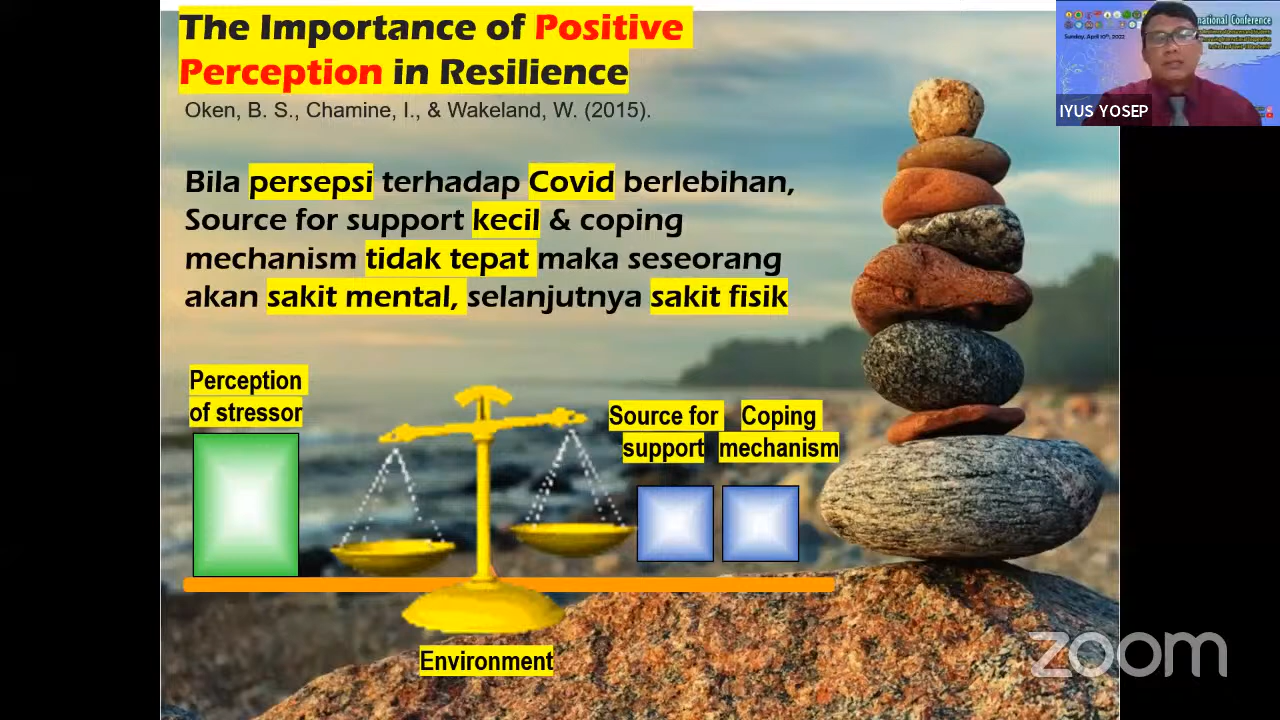 The Importance of Positive
Perception in Resilience
Oken, B. S., Chamine, I., & Wakeland, W. (2015).
Bila persepsi terhadap Covid berlebihan,
Source for support kecil & coping
mechanism tidak tepat maka seseorang
akan sakit mental, selanjutnya sakit fisik
Perception
of stressor
Source for
support
Coping
mechanism
Environment
national Conference
Sunday, April 10th, 2022
IYUS YOSEP
zoom